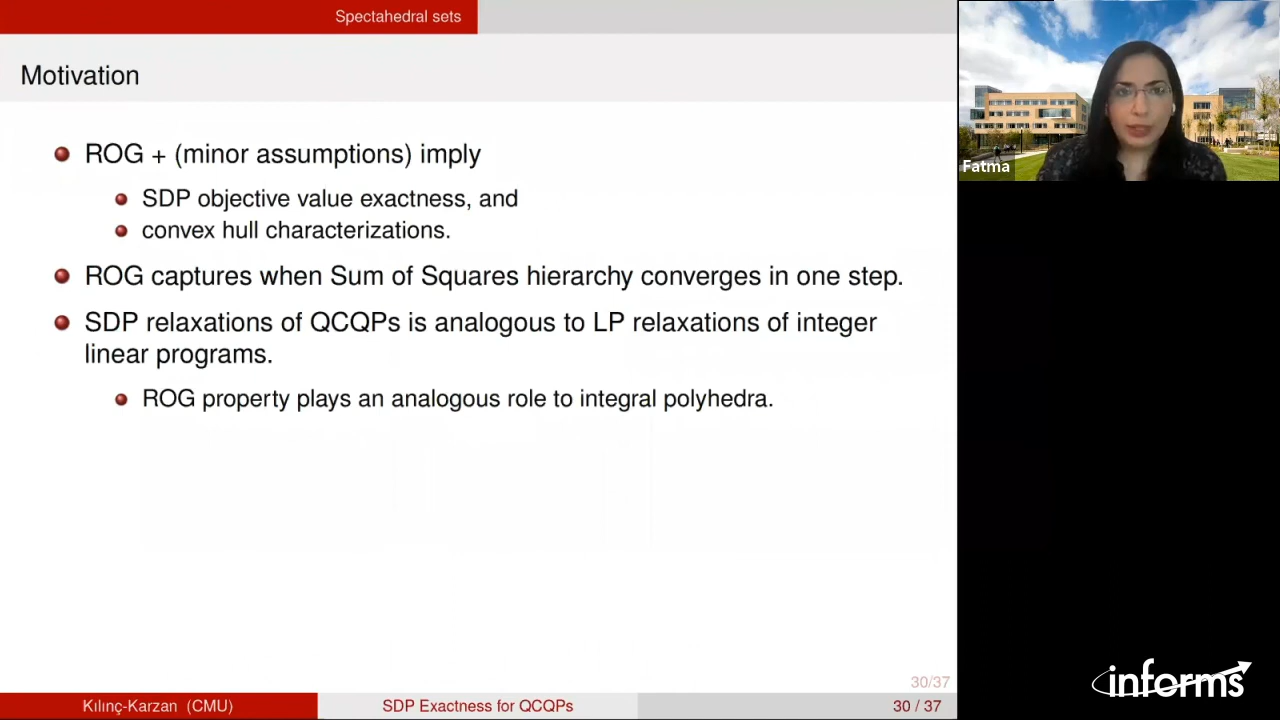 Spectahedral sets
Motivation
ROG + (minor assumptions) imply
SDP objective value exactness, and
convex hull characterizations.
ROG captures when Sum of Squares hierarchy converges in one step.
SDP relaxations of QCQPs is analogous to LP relaxations of integer
linear programs.
ROG property plays an analogous role to integral polyhedra.
30/37
Kılınç-Karzan (CMU)
SDP Exactness for QCQPs
30 / 37
Fatma
informs